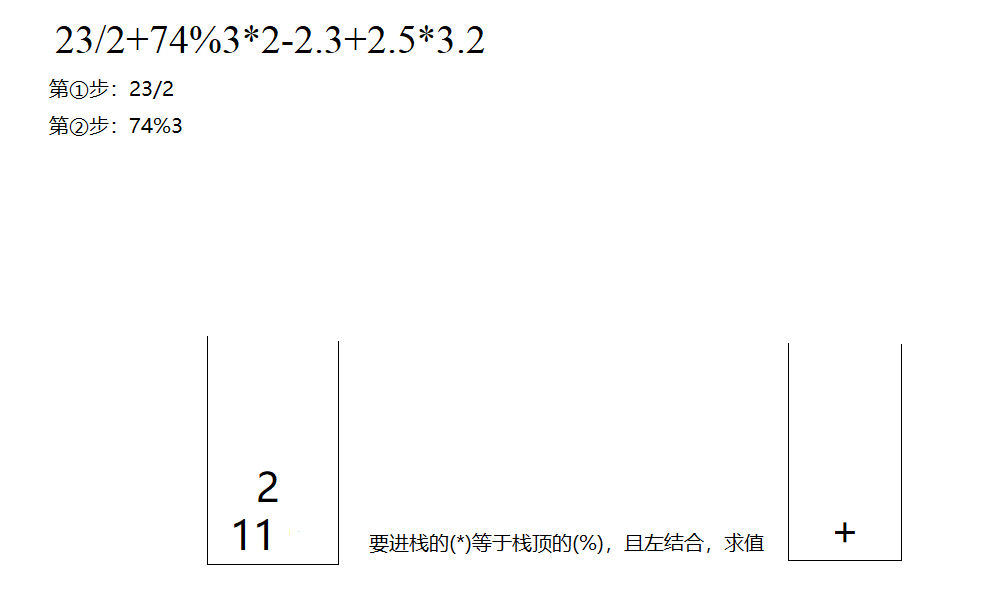 23/2+74%3*2-2.3+2.5*3.2
第①步：23/2
第②步：74%3
2
11
要进栈的(*)等于栈顶的(%)，且左结合，求值
+